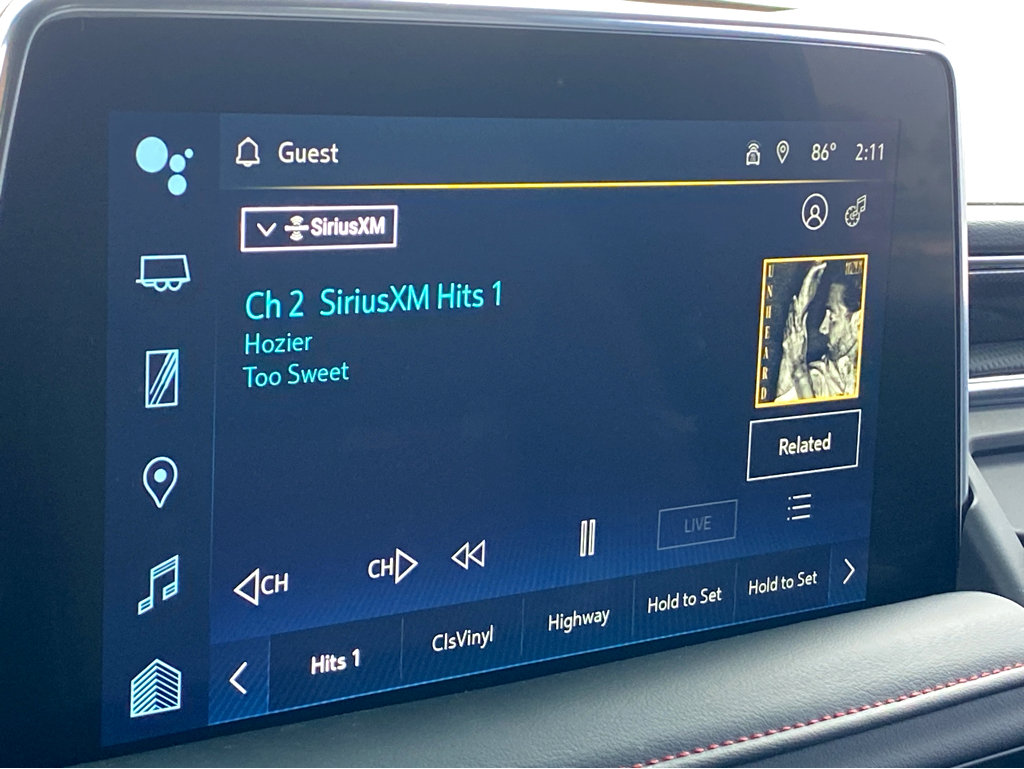 Guest
86° 2:11
SiriusXM
Ch 2 SiriusXM Hits 1
Hozier
Too Sweet
UNHEARD
HOZIER
Related
LIVE
CH
CH
Hits 1
ClsVinyl
Highway
Hold to Set
Hold to Set